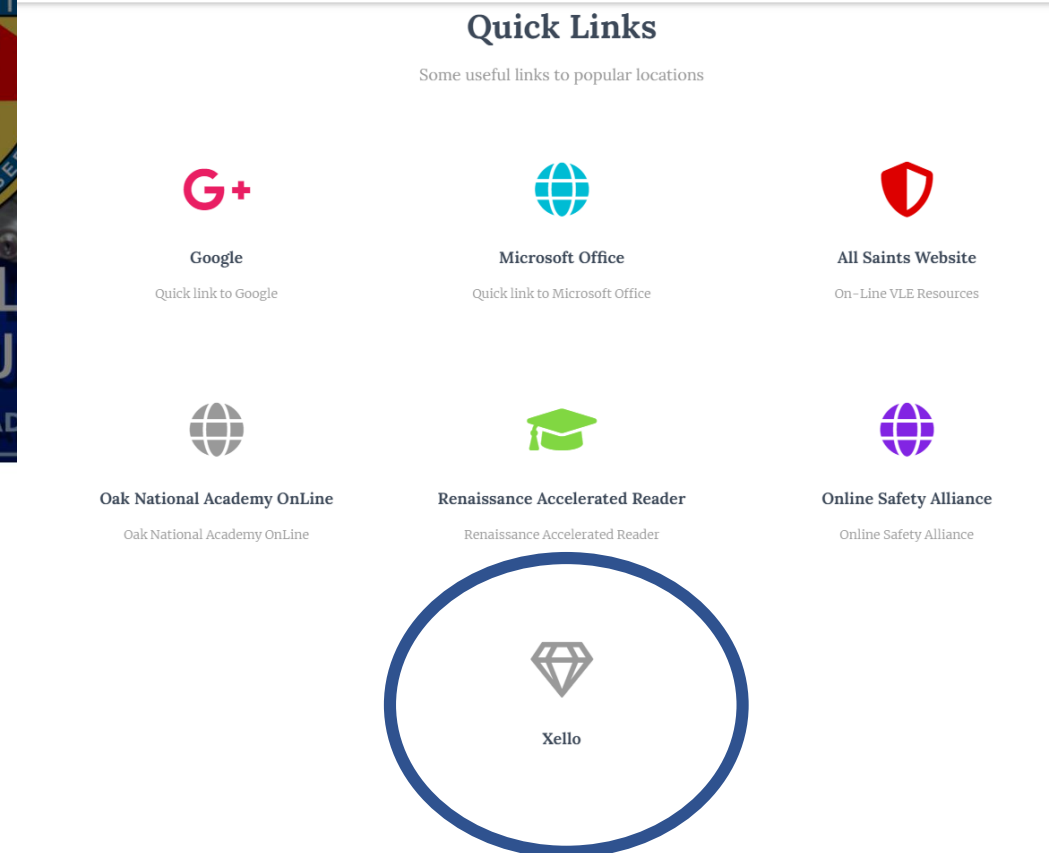 Quick Links
Some useful links to popular locations
G+
Google
Quick link to Google
Microsoft Office
Quick link to Microsoft Office
All Saints Website
On-Line VLE Resources
Oak National Academy OnLine
Oak National Academy OnLine
Renaissance Accelerated Reader
Renaissance Accelerated Reader
Online Safety Alliance
Online Safety Alliance
Xello